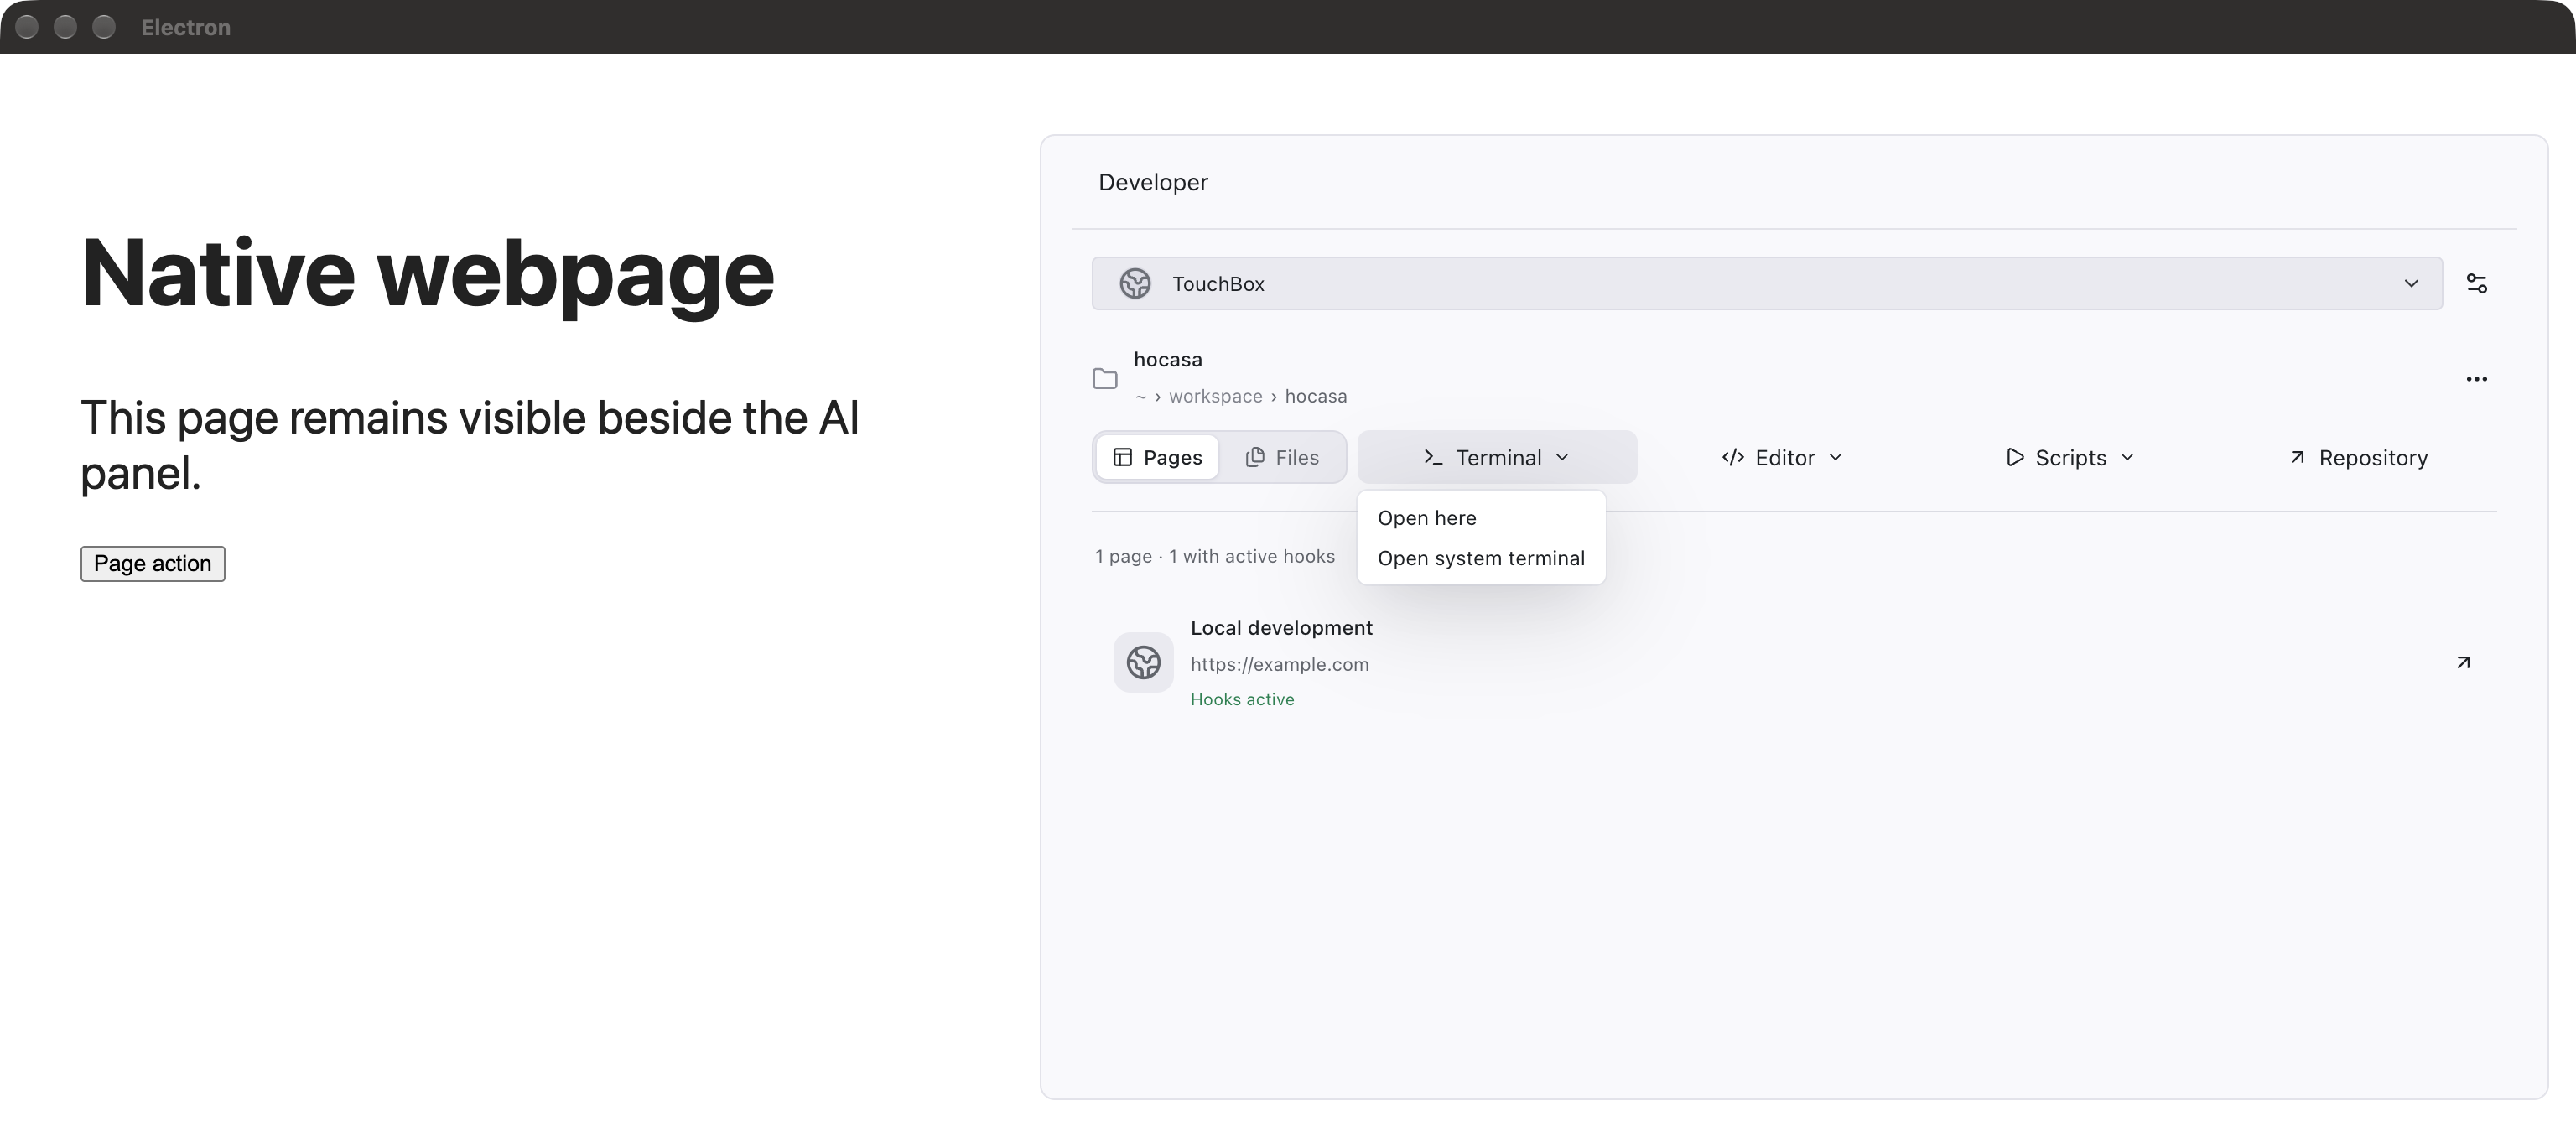 Electron
Native webpage
This page remains visible beside the AI
panel.
Page action
Developer
TouchBox
hocasa
~ › workspace › hocasa
Pages
Files
Terminal
Editor
Scripts
Repository
Open here
Open system terminal
1 page · 1 with active hooks
Local development
https://example.com
Hooks active